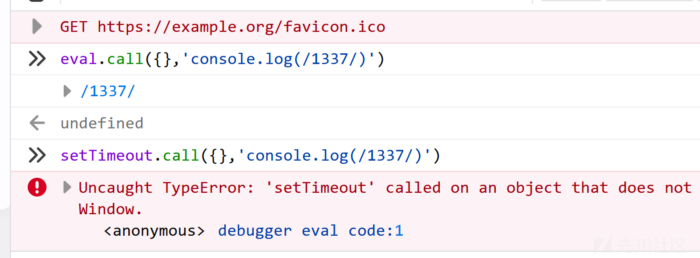 GET https://example.org/favicon.ico
eval.call({},'console.log(/1337/)')
/1337/
undefined
setTimeout.call({},'console.log(/1337/)')
Uncaught TypeError: 'setTimeout' called on an object that does not
Window.
<anonymous> debugger eval code:1